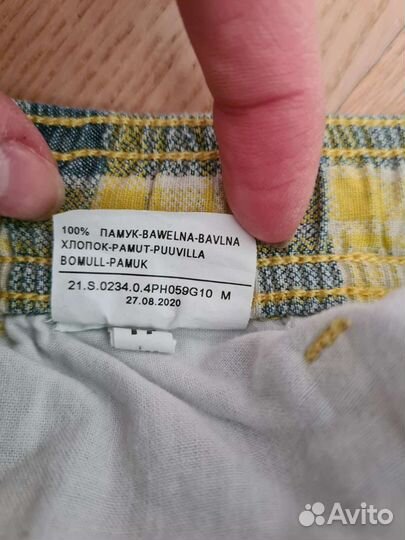 100% ПАМУК-BAWELNA-BAVLNA
ХЛОПОК-PAMUT-PUUVILLA
BOMULL-PAMUK
21.S.0234.0.4PH059G10 M
27.08.2020
Avito